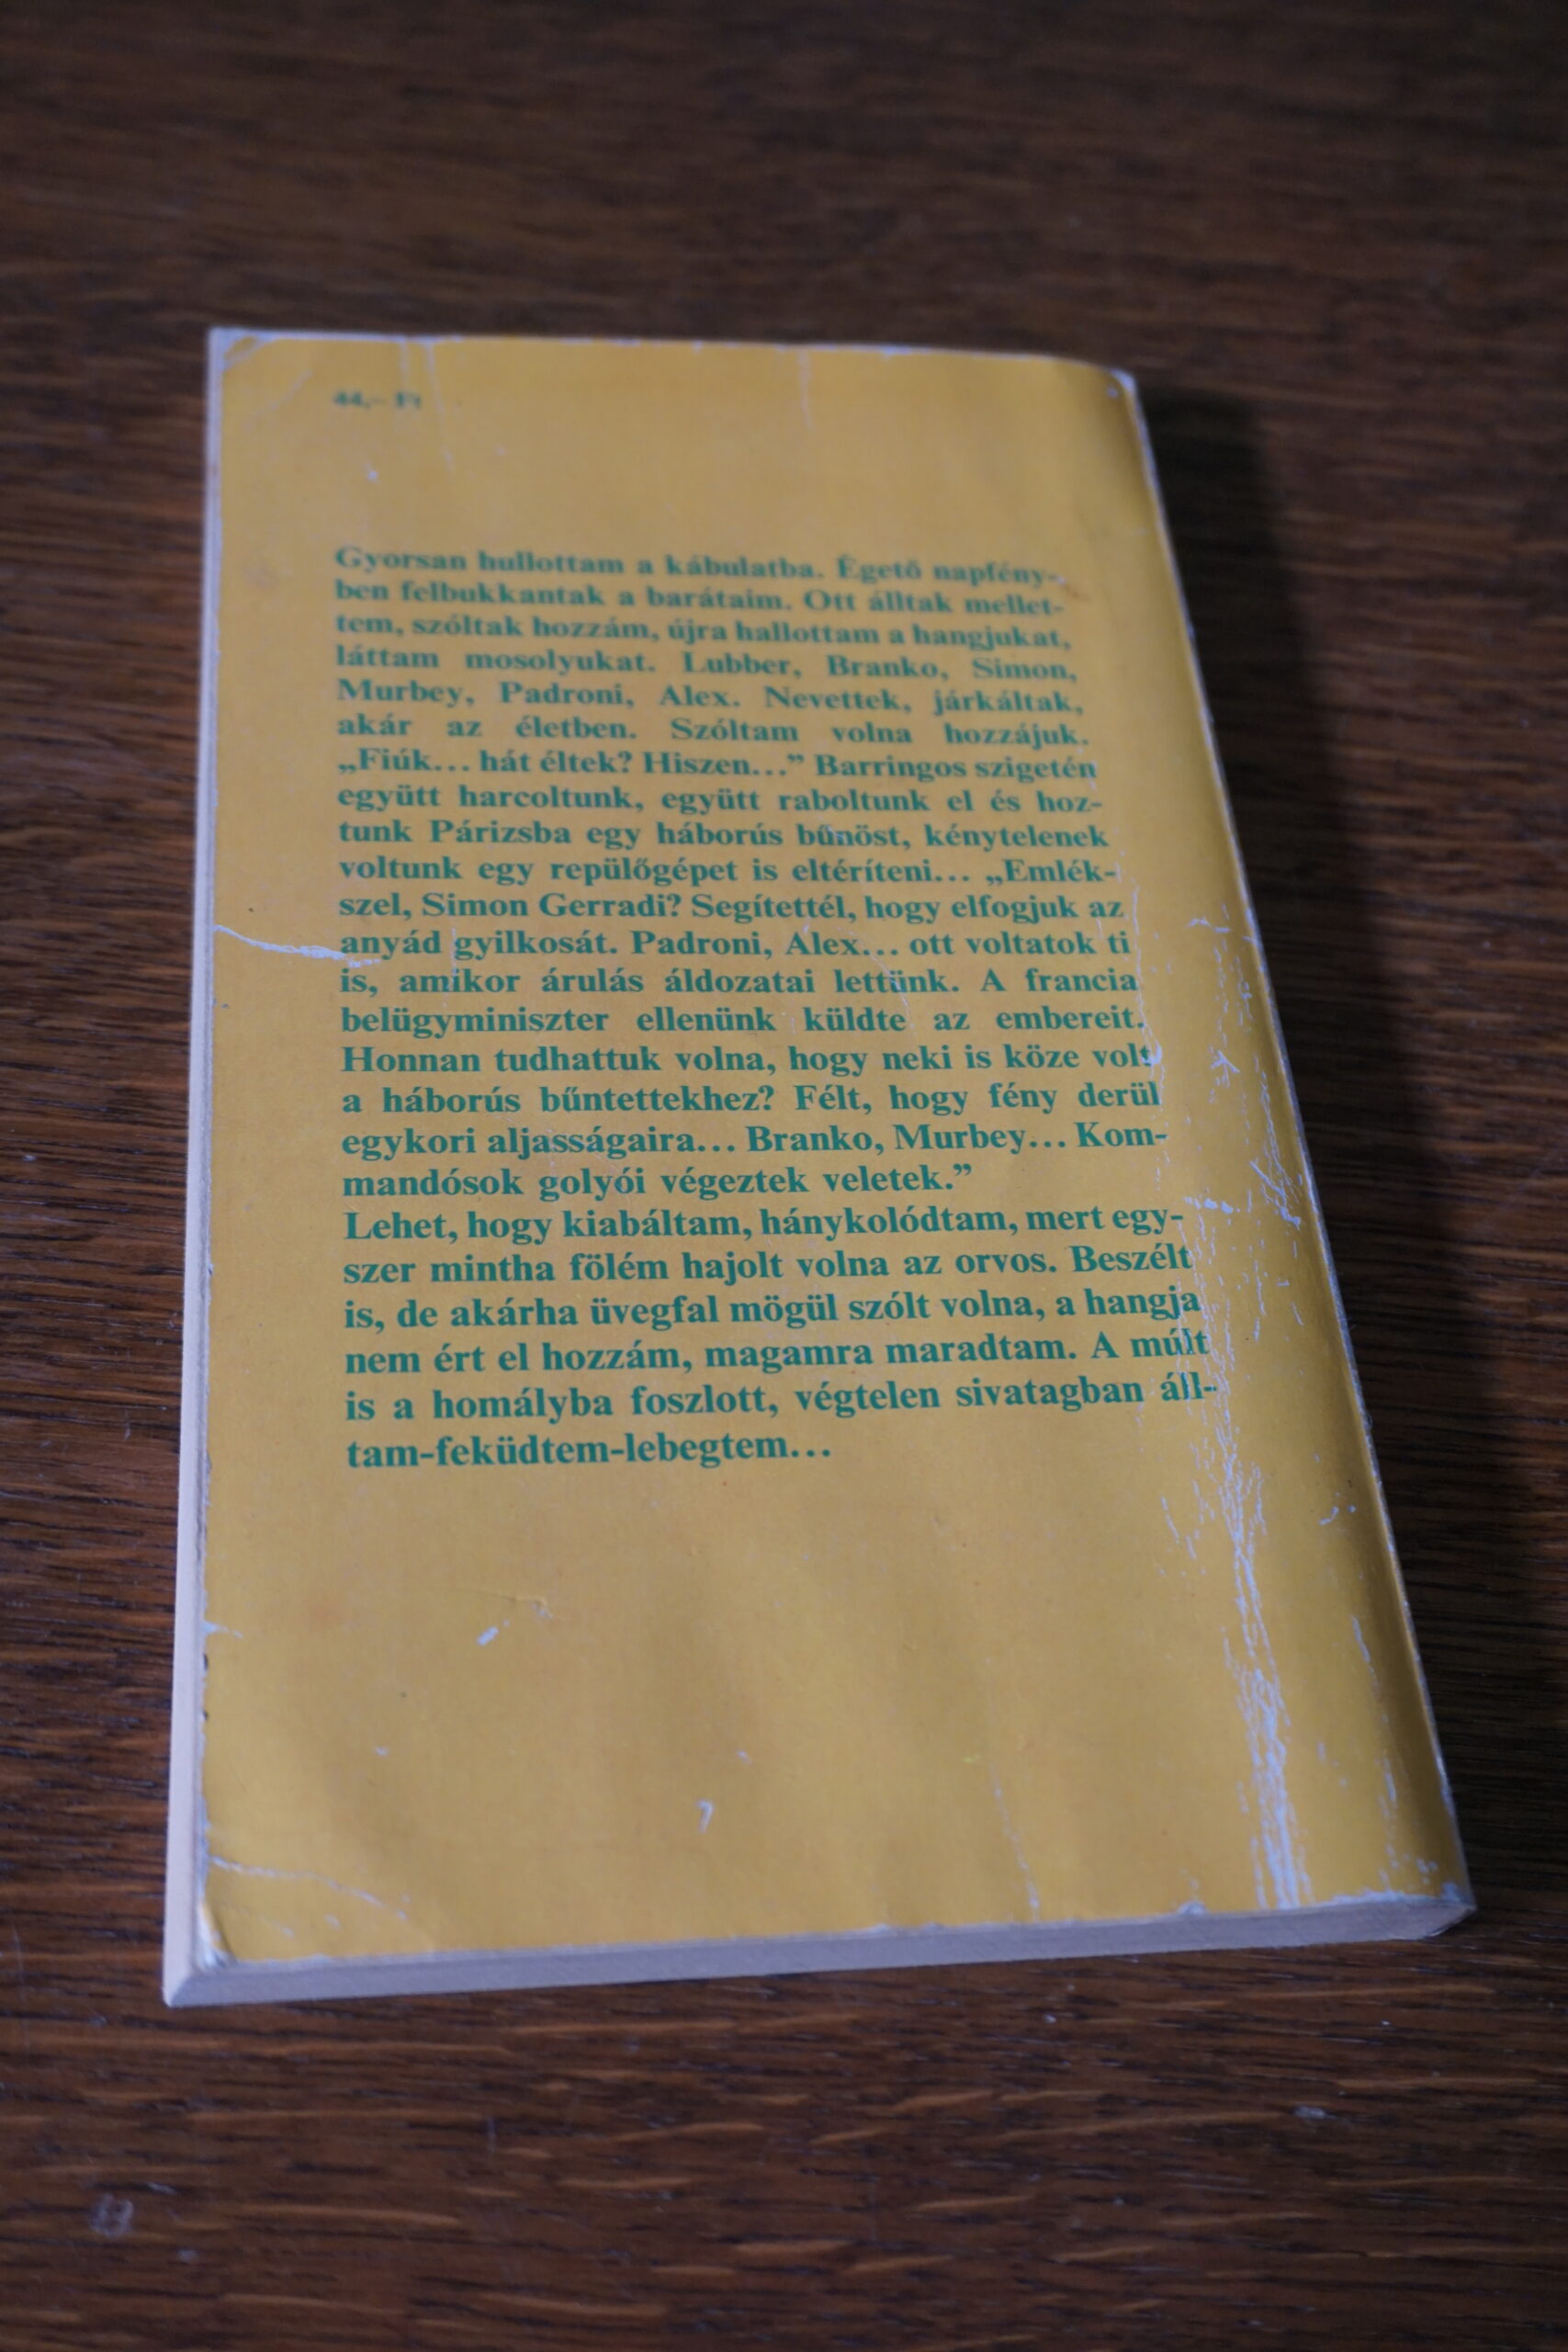 44,– Ft
Gyorsan hullottam a kábulatba. Égető napfény-
ben felbukkantak a barátaim. Ott álltak mellet-
tem, szóltak hozzám, újra hallottam a hangjukat,
láttam mosolyukat. Lubber, Branko, Simon,
Murbey, Padroni, Alex. Nevettek, járkáltak,
akár az életben. Szóltam volna hozzájuk.
„Fiúk... hát éltek? Hiszen...” Barringos szigetén
együtt harcoltunk, együtt raboltunk el és hoz-
tunk Párizsba egy háborús bűnöst, kénytelenek
voltunk egy repülőgépet is eltéríteni... „Emlék-
szel, Simon Gerradi? Segítettél, hogy elfogjuk az
anyád gyilkosát. Padroni, Alex... ott voltatok ti
is, amikor árulás áldozatai lettünk. A francia
belügyminiszter ellenünk küldte az embereit.
Honnan tudhattuk volna, hogy neki is köze volt
a háborús bűntettekhez? Félt, hogy fény derül
egykori aljasságaira... Branko, Murbey... Kom-
mandósok golyói végeztek veletek.”
Lehet, hogy kiabáltam, hánykolódtam, mert egy-
szer mintha fölém hajolt volna az orvos. Beszélt
is, de akárha üvegfal mögül szólt volna, a hangja
nem ért el hozzám, magamra maradtam. A múlt
is a homályba foszlott, végtelen sivatagban áll-
tam-feküdtem-lebegtem...